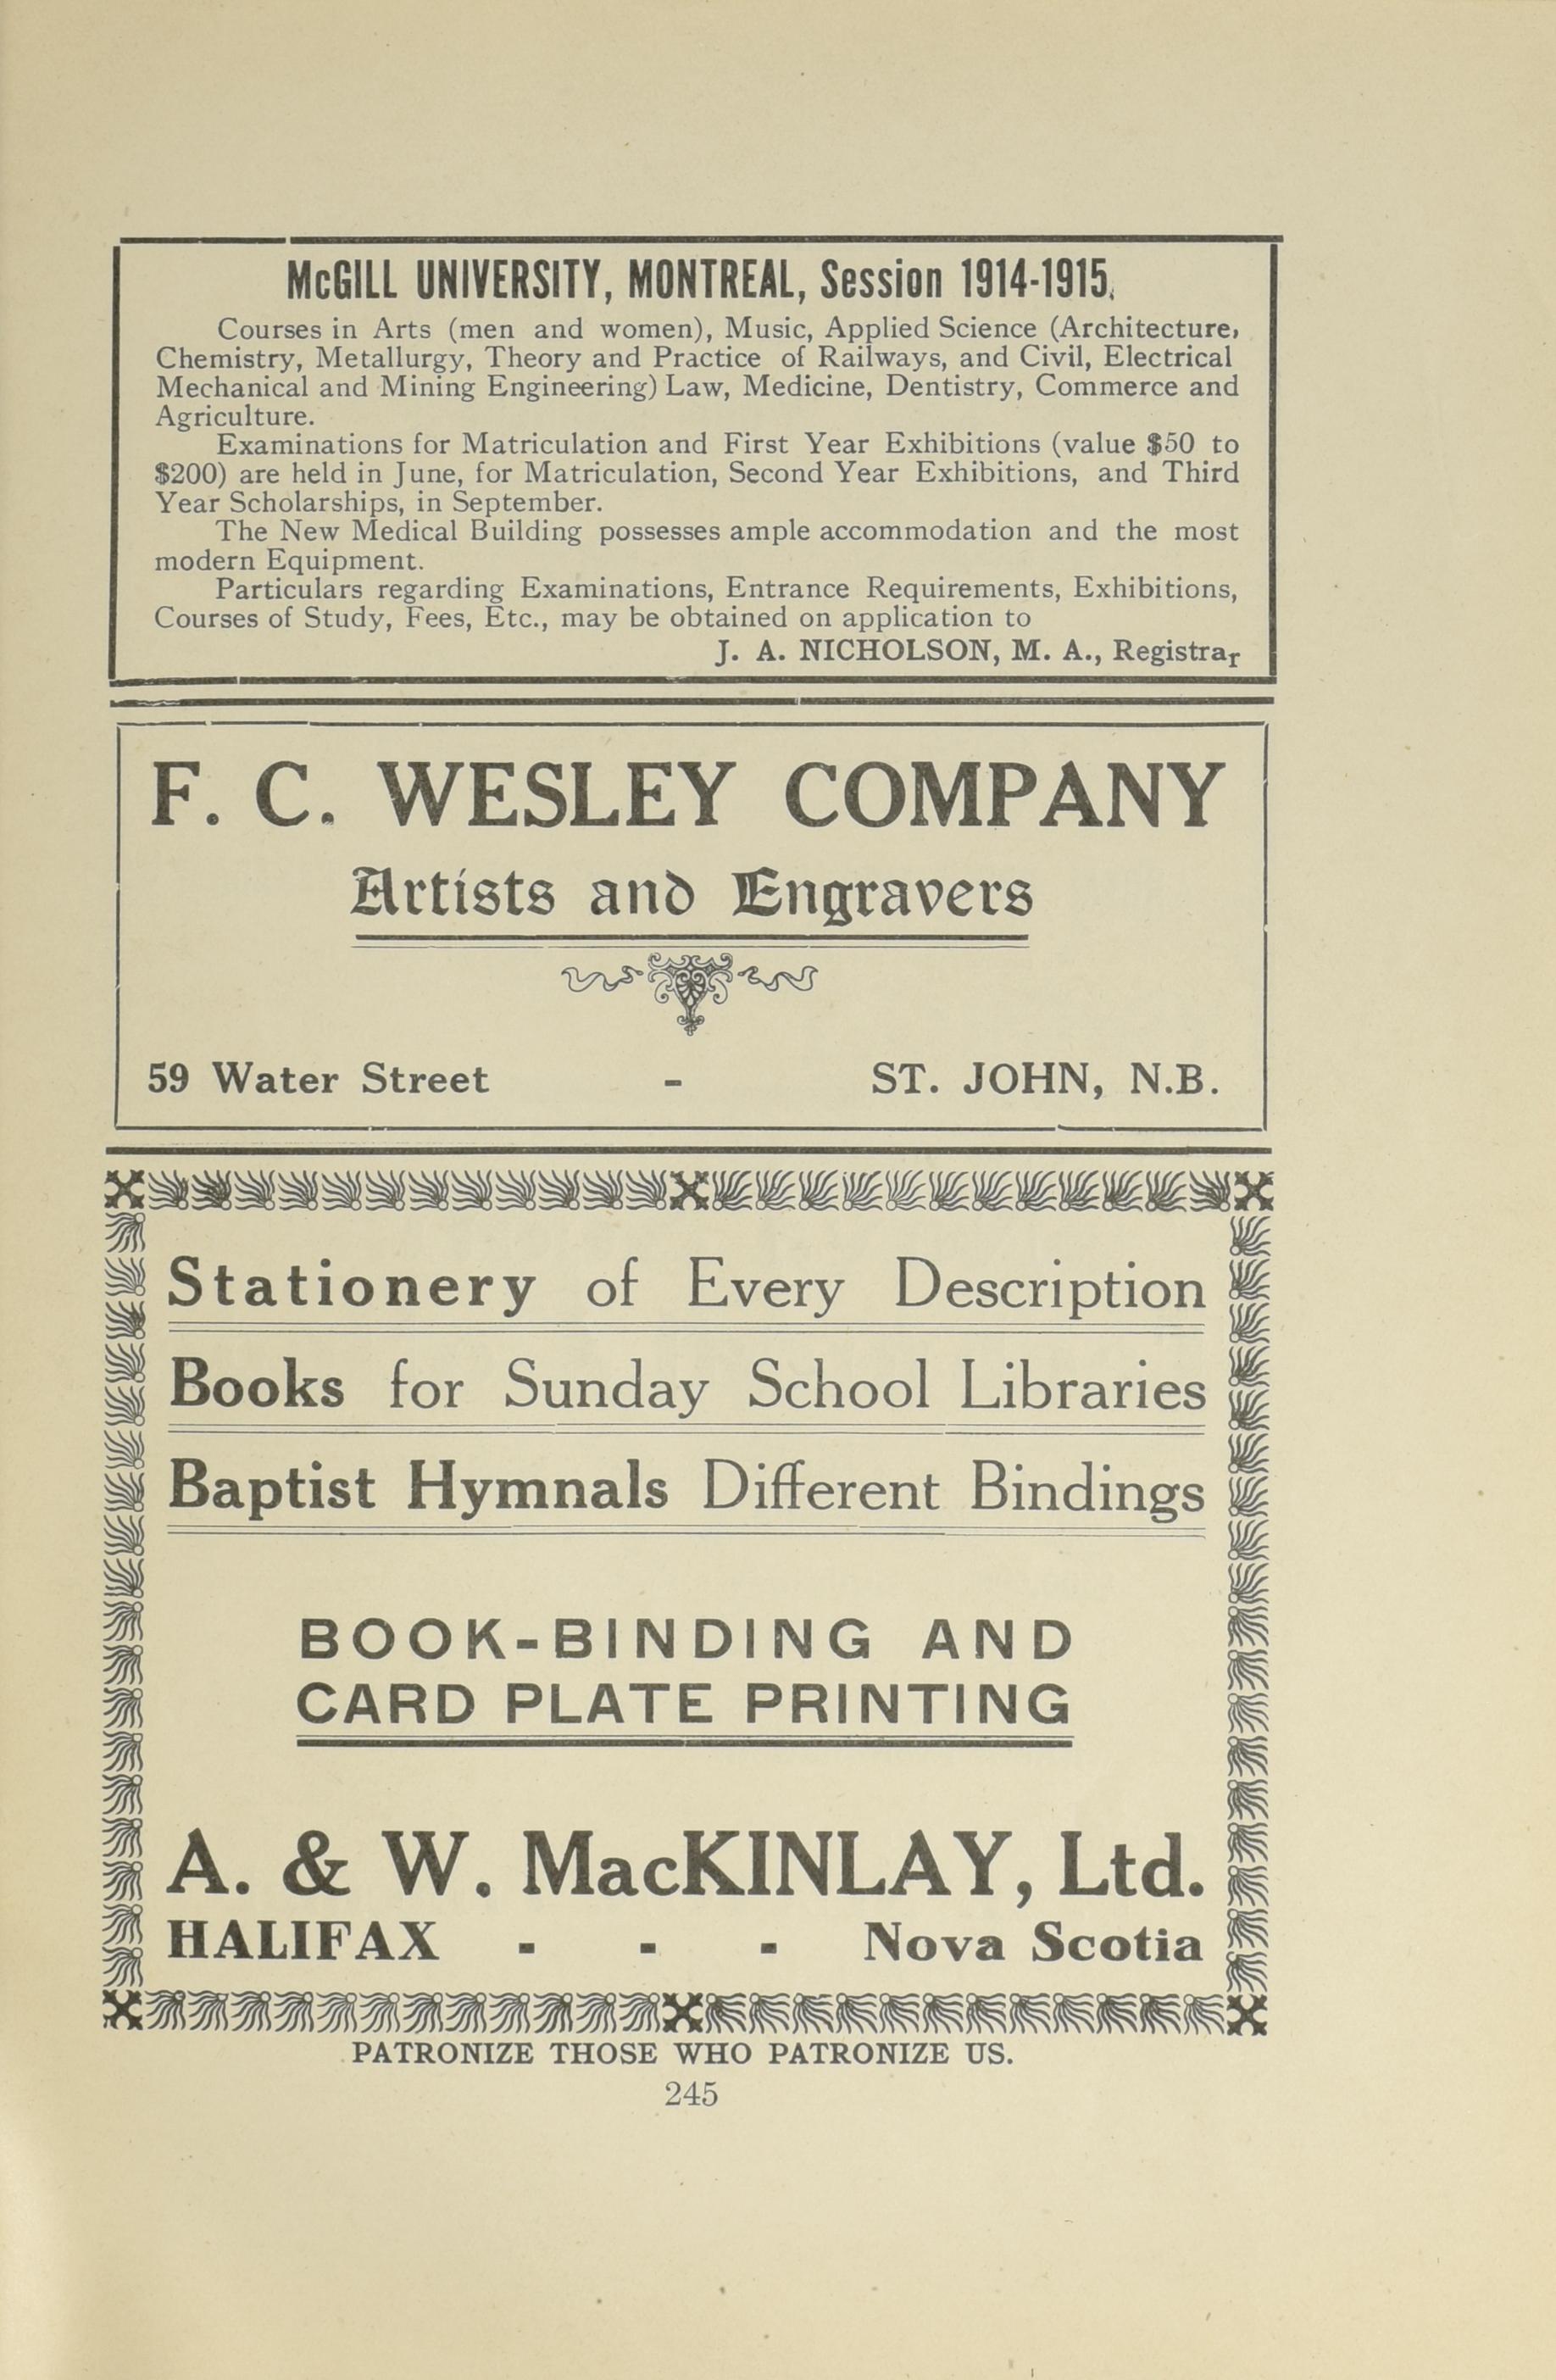 McGILL UNIVERSITY, MONTREAL, Session 1914-1915.
Courses in Arts (men and women), Music, Applied Science (Architecture,
Chemistry, Metallurgy, Theory and Practice of Railways, and Civil, Electrical
Mechanical and Mining Engineering) Law, Medicine, Dentistry, Commerce and
Agriculture.
Examinations for Matriculation and First Year Exhibitions (value $50 to
$200) are held in June, for Matriculation, Second Year Exhibitions, and Third
Year Scholarships, in September.
The New Medical Building possesses ample accommodation and the most
modern Equipment.
Particulars regarding Examinations, Entrance Requirements, Exhibitions,
Courses of Study, Fees, Etc., may be obtained on application to
J. A. NICHOLSON, M. A., Registrar
F. C. WESLEY COMPANY
Artists and Engravers
59 Water Street - ST. JOHN, N.B.
Stationery of Every Description
Books for Sunday School Libraries
Baptist Hymnals Different Bindings
BOOK-BINDING AND
CARD PLATE PRINTING
A. & W. MacKINLAY, Ltd.
HALIFAX - - - Nova Scotia
PATRONIZE THOSE WHO PATRONIZE US.
245